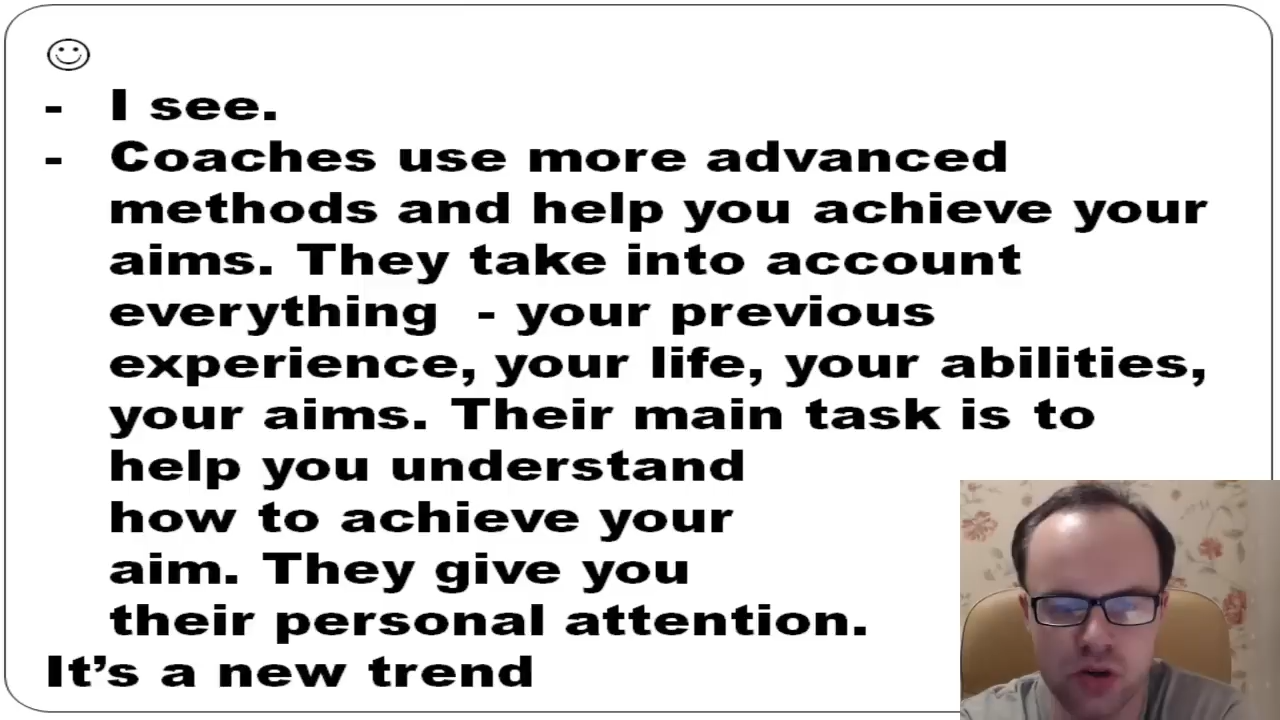 - I see.
- Coaches use more advanced
methods and help you achieve your
aims. They take into account
everything - your previous
experience, your life, your abilities,
your aims. Their main task is to
help you understand
how to achieve your
aim. They give you
their personal attention.
It’s a new trend